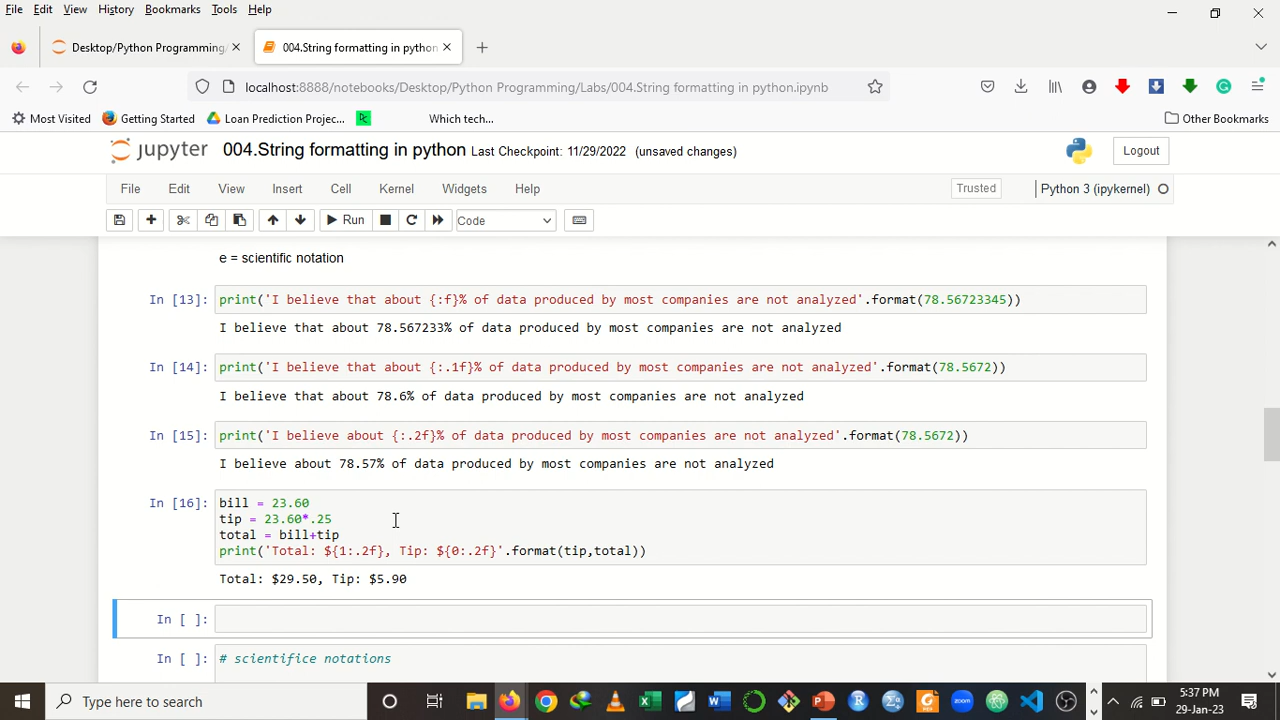 File Edit View History Bookmarks Tools Help
Desktop/Python Programming/
004.String formatting in python
localhost:8888/notebooks/Desktop/Python Programming/Labs/004.String formatting in python.ipynb
Most Visited Getting Started Loan Prediction Projec... Which tech... Other Bookmarks
jupyter 004.String formatting in python Last Checkpoint: 11/29/2022 (unsaved changes) Logout
File Edit View Insert Cell Kernel Widgets Help Trusted Python 3 (ipykernel)
Run Code
e = scientific notation
In [13]: print('I believe that about {:f}% of data produced by most companies are not analyzed'.format(78.56723345))
I believe that about 78.567233% of data produced by most companies are not analyzed
In [14]: print('I believe that about {:.1f}% of data produced by most companies are not analyzed'.format(78.5672))
I believe that about 78.6% of data produced by most companies are not analyzed
In [15]: print('I believe about {:.2f}% of data produced by most companies are not analyzed'.format(78.5672))
I believe about 78.57% of data produced by most companies are not analyzed
In [16]: bill = 23.60
tip = 23.60*.25
total = bill+tip
print('Total: ${1:.2f}, Tip: ${0:.2f}'.format(tip,total))
Total: $29.50, Tip: $5.90
In [ ]:
In [ ]: # scientifice notations
Type here to search
5:37 PM
29-Jan-23